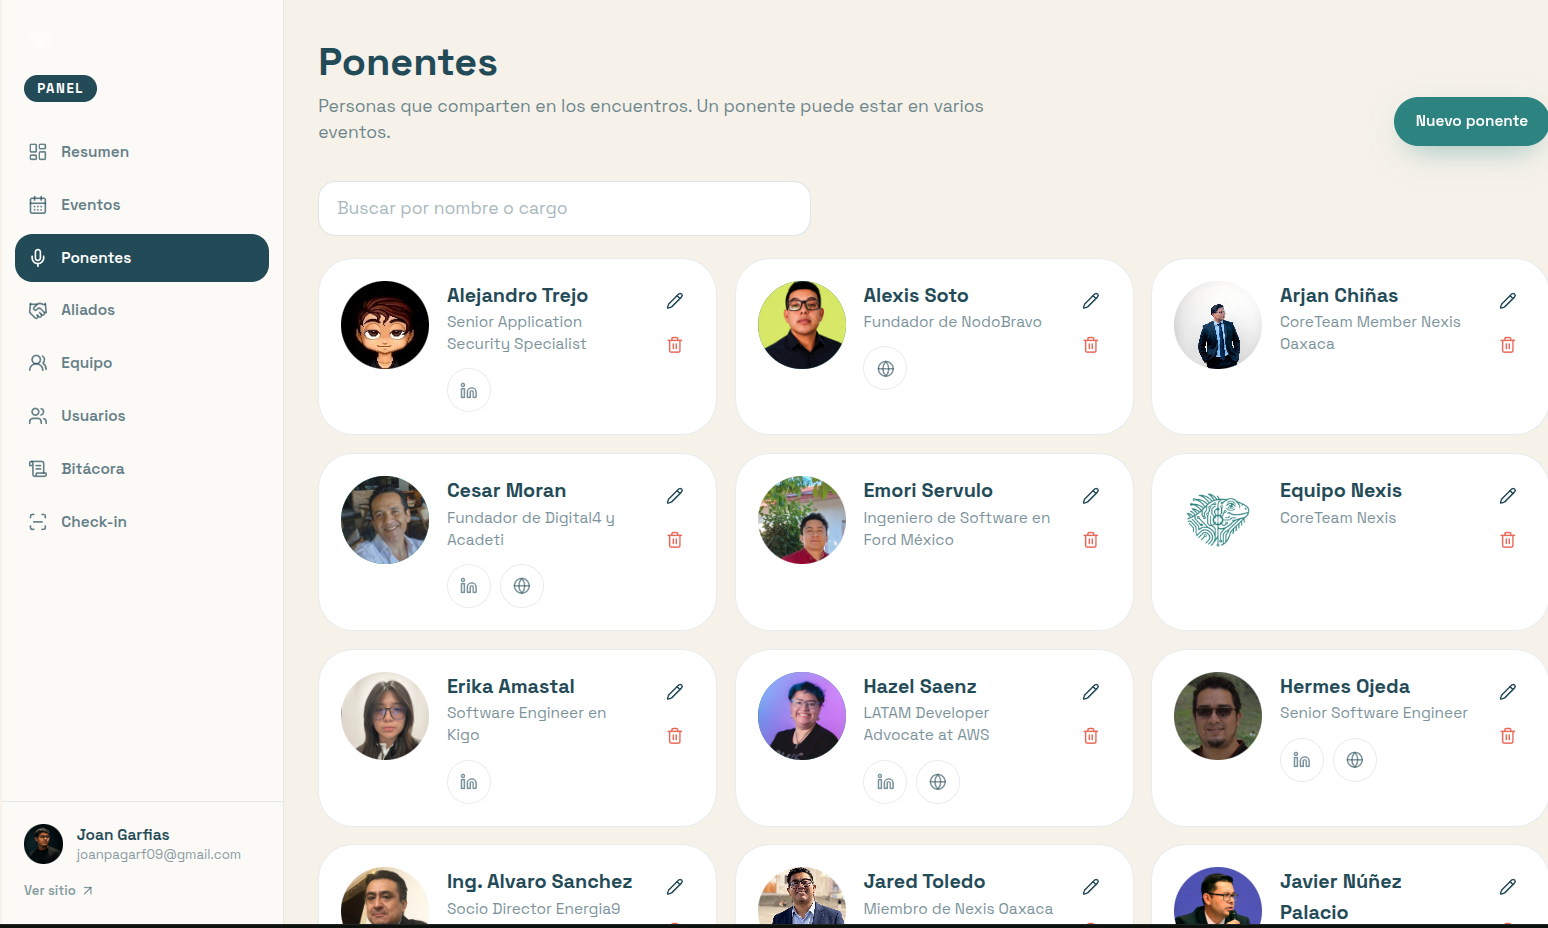 PANEL
Resumen
Eventos
Ponentes
Aliados
Equipo
Usuarios
Bitácora
Check-in
Joan Garfias
joanpagarf09@gmail.com
Ver sitio
Ponentes
Personas que comparten en los encuentros. Un ponente puede estar en varios
eventos.
Nuevo ponente
Buscar por nombre o cargo
Alejandro Trejo
Senior Application
Security Specialist
Alexis Soto
Fundador de NodoBravo
Arjan Chiñas
CoreTeam Member Nexis
Oaxaca
Cesar Moran
Fundador de Digital4 y
Acadeti
Emori Servulo
Ingeniero de Software en
Ford México
Equipo Nexis
CoreTeam Nexis
Erika Amastal
Software Engineer en
Kigo
Hazel Saenz
LATAM Developer
Advocate at AWS
Hermes Ojeda
Senior Software Engineer
Ing. Alvaro Sanchez
Socio Director Energia9
Jared Toledo
Miembro de Nexis Oaxaca
Javier Núñez
Palacio